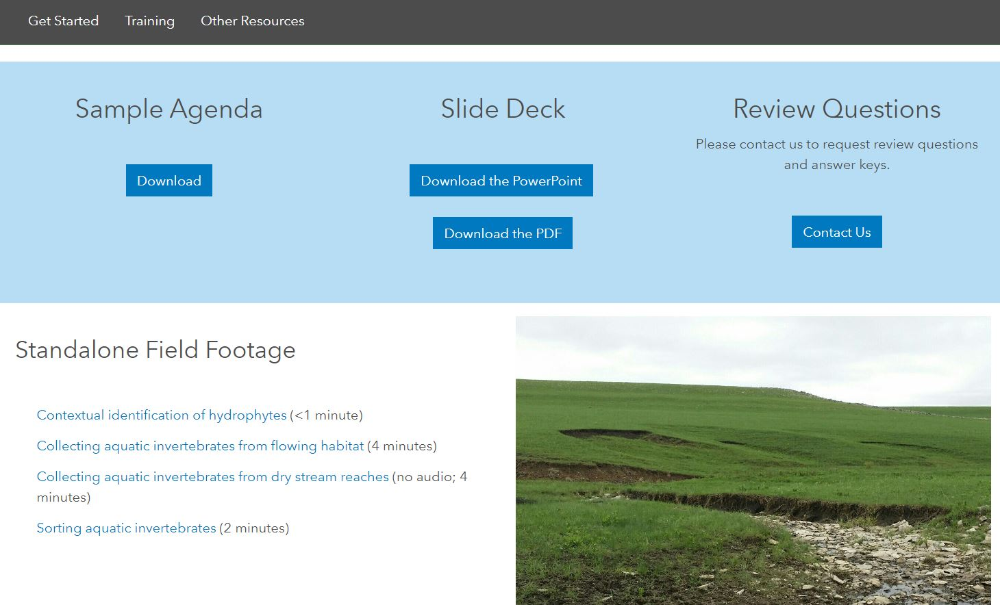 Get Started Training Other Resources
Sample Agenda
Download
Slide Deck
Download the PowerPoint
Download the PDF
Review Questions
Please contact us to request review questions
and answer keys.
Contact Us
Standalone Field Footage
Contextual identification of hydrophytes (<1 minute)
Collecting aquatic invertebrates from flowing habitat (4 minutes)
Collecting aquatic invertebrates from dry stream reaches (no audio; 4
minutes)
Sorting aquatic invertebrates (2 minutes)